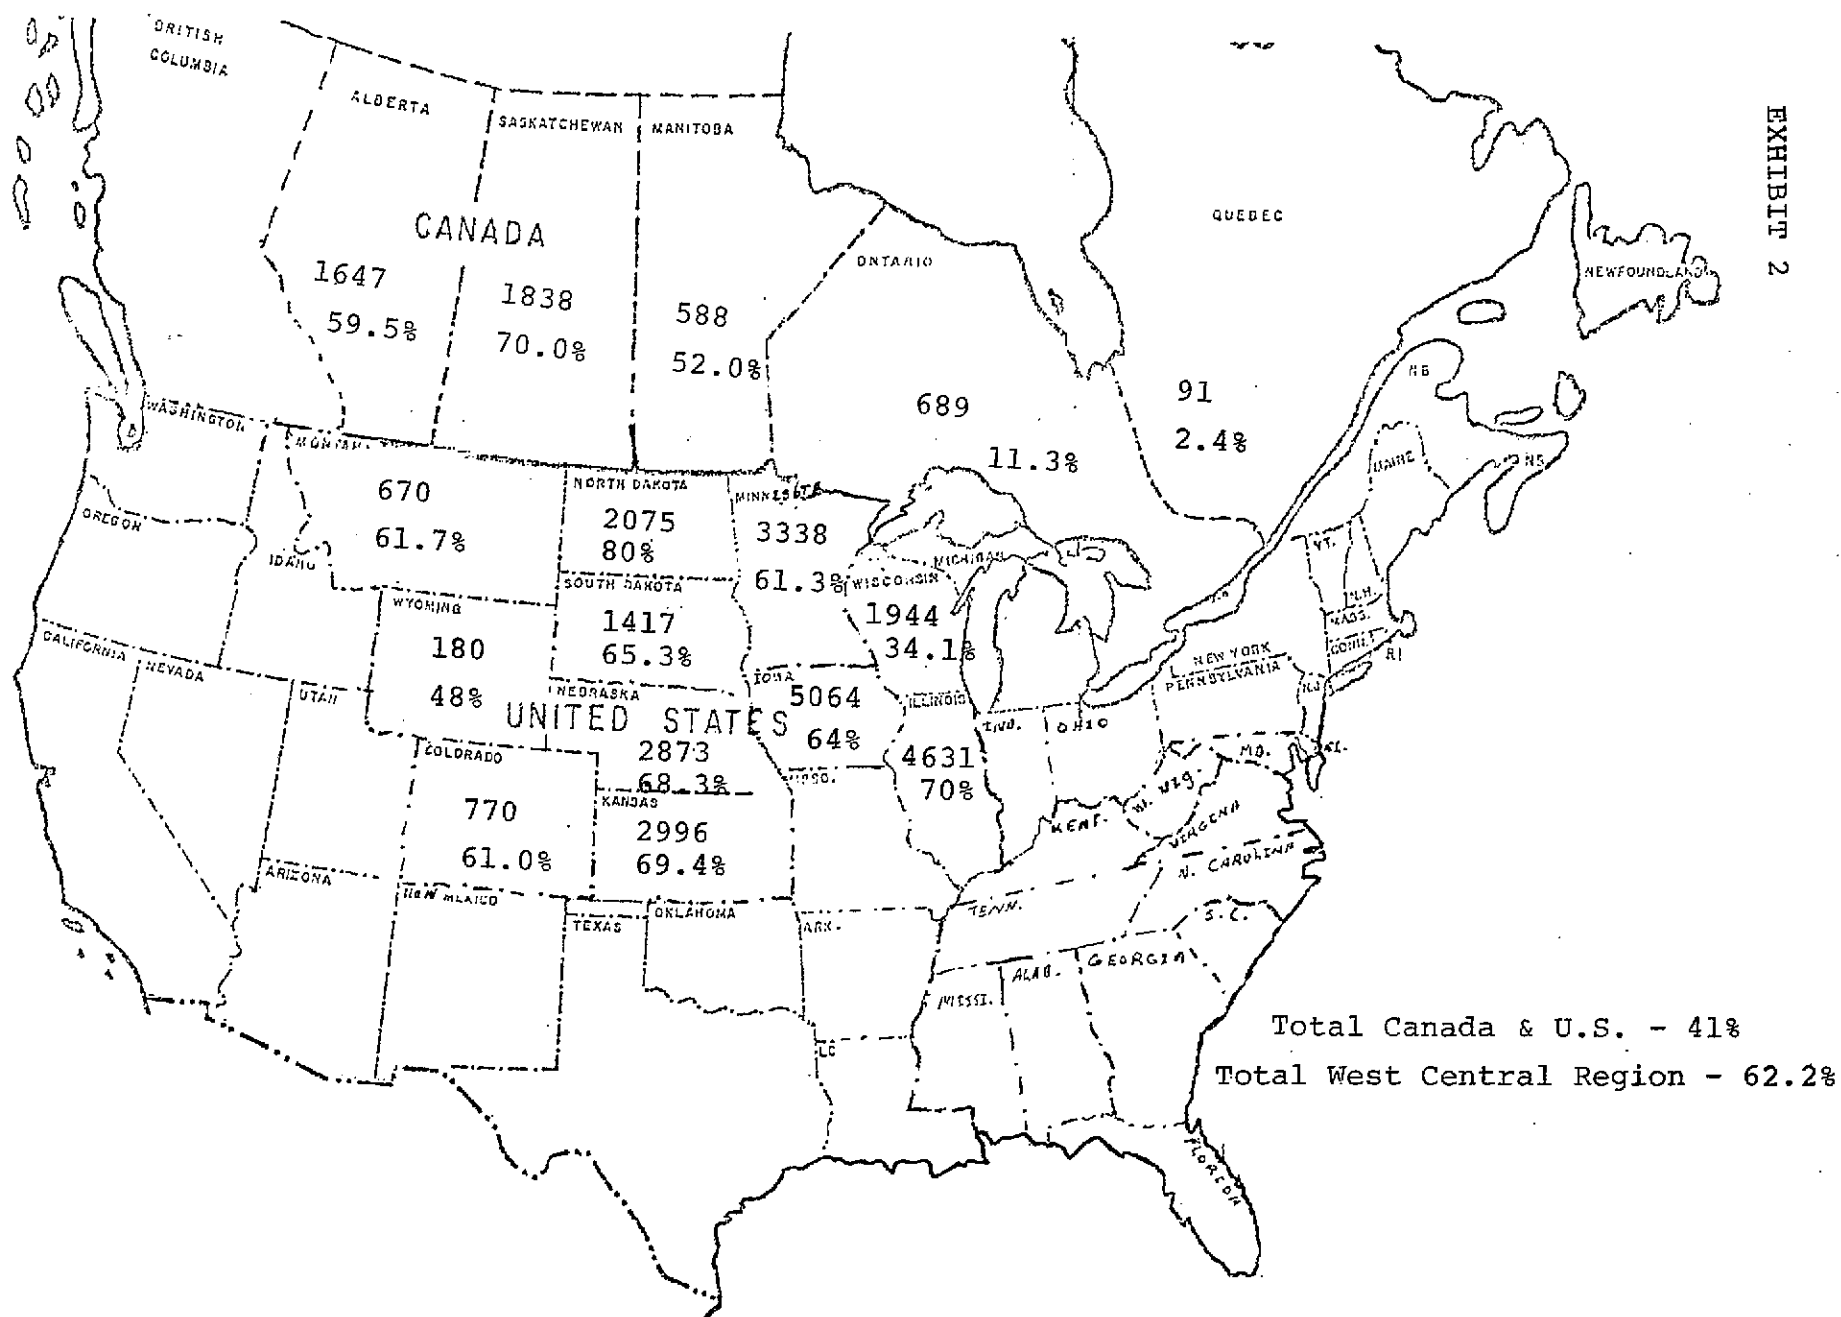 EXHIBIT 2
BRITISH
COLUMBIA
ALBERTA
SASKATCHEWAN
MANITOBA
CANADA
1647
59.5%
1838
70.0%
588
52.0%
ONTARIO
689
11.3%
QUEBEC
91
2.4%
NEWFOUNDLAND
NB
NS
MAINE
WASHINGTON
OREGON
IDAHO
670
61.7%
NORTH DAKOTA
2075
80%
MINNESOTA
3338
61.3%
SOUTH DAKOTA
1417
65.3%
WISCONSIN
1944
34.1%
MICHIGAN
WYOMING
180
48%
CALIFORNIA
NEVADA
UTAH
NEBRASKA
UNITED STATES
2873
68.3%
IOWA
5064
64%
ILLINOIS
4631
70%
IND.
OHIO
COLORADO
770
61.0%
KANSAS
2996
69.4%
VT.
N.H.
MASS.
CONN.
RI
NEW YORK
PENNSYLVANIA
N.J.
MD.
W. VIG.
VIRGENA
KENT.
N. CAROLINA
TENN.
S.C.
ARIZONA
NEW MEXICO
TEXAS
OKLAHOMA
ARK.
MISSI.
ALAB.
GEORGIA
FLOREDA
Total Canada & U.S. - 41%
Total West Central Region - 62.2%